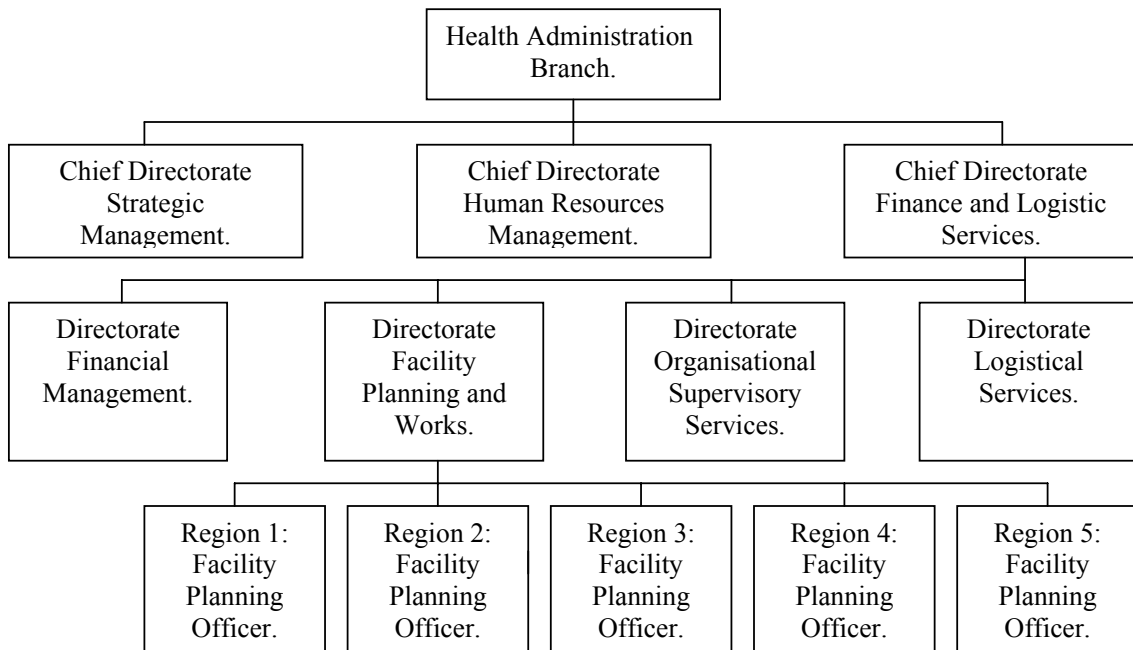 Health Administration
Branch.
Chief Directorate
Strategic
Management.
Chief Directorate
Human Resources
Management.
Chief Directorate
Finance and Logistic
Services.
Directorate
Financial
Management.
Directorate
Facility
Planning and
Works.
Directorate
Organisational
Supervisory
Services.
Directorate
Logistical
Services.
Region 1:
Facility
Planning
Officer.
Region 2:
Facility
Planning
Officer.
Region 3:
Facility
Planning
Officer.
Region 4:
Facility
Planning
Officer.
Region 5:
Facility
Planning
Officer.